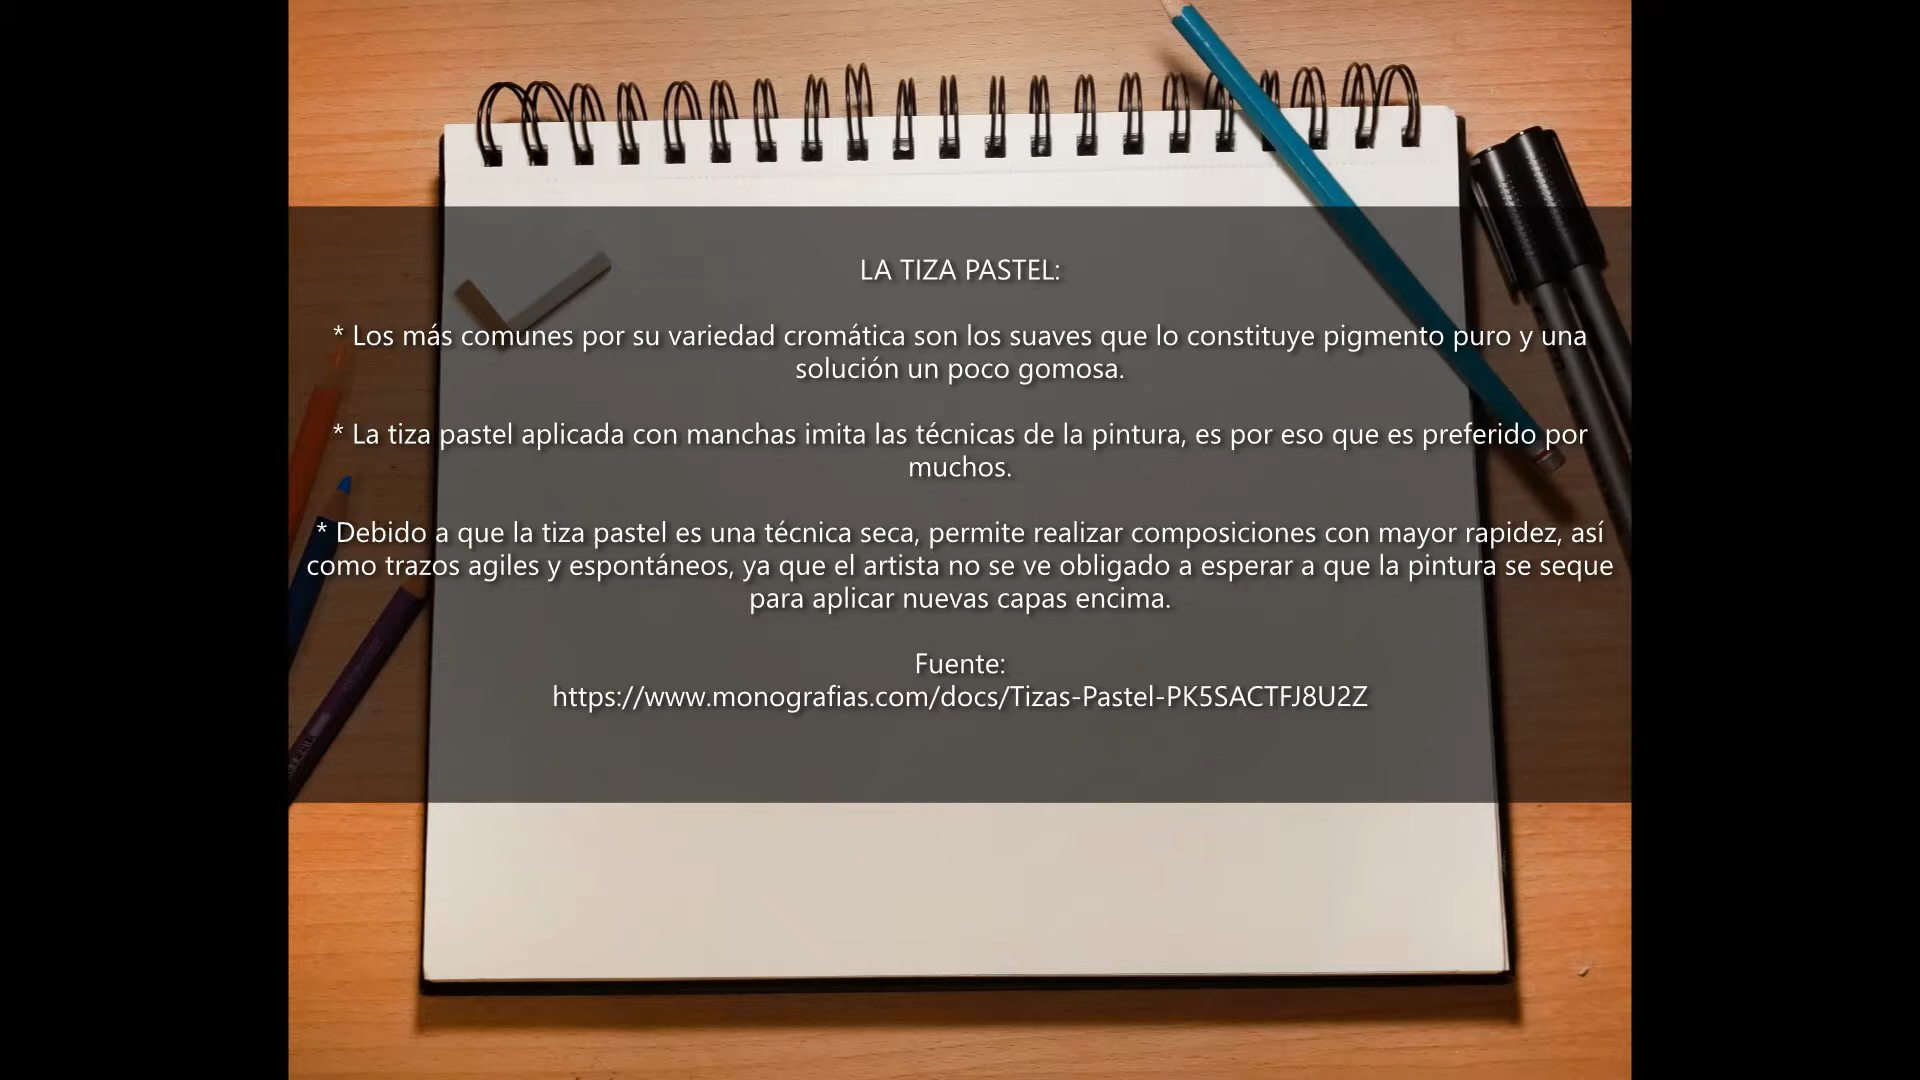 LA TIZA PASTEL:
* Los más comunes por su variedad cromática son los suaves que lo constituye pigmento puro y una
solución un poco gomosa.
* La tiza pastel aplicada con manchas imita las técnicas de la pintura, es por eso que es preferido por
muchos.
* Debido a que la tiza pastel es una técnica seca, permite realizar composiciones con mayor rapidez, así
como trazos agiles y espontáneos, ya que el artista no se ve obligado a esperar a que la pintura se seque
para aplicar nuevas capas encima.
Fuente:
https://www.monografias.com/docs/Tizas-Pastel-PK5SACTFJ8U2Z